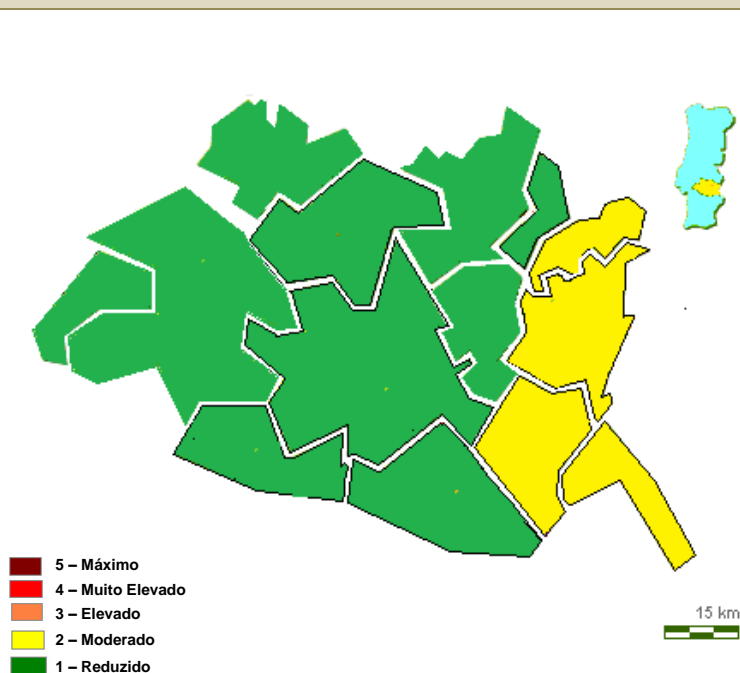 5 – Máximo
4 – Muito Elevado
3 – Elevado
2 – Moderado
1 – Reduzido
15 km